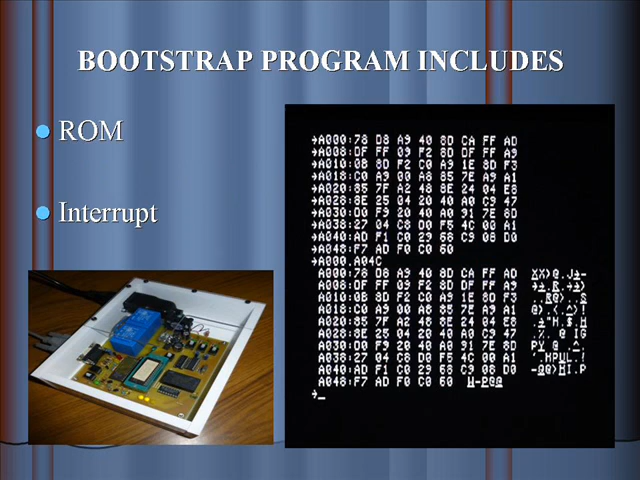 BOOTSTRAP PROGRAM INCLUDES
ROM
Interrupt
→A000:78 D8 A9 40 8D CA FF AD
→A008:DF FF 09 F2 8D DF FF A9
→A010:0B 8D F2 C0 A9 1E 8D F3
→A018:C0 A9 00 A8 85 7E A9 A1
→A020:85 7F A2 48 8E 24 04 E8
→A028:8E 25 04 20 40 A0 C9 47
→A030:D0 F9 20 40 A0 91 7E 8D
→A038:27 04 C8 D0 F5 4C 00 A1
→A040:AD F1 C0 29 68 C9 08 D0
→A048:F7 AD F0 C0 60
→A000.A04C
A000:78 D8 A9 40 8D CA FF AD
A008:DF FF 09 F2 8D DF FF A9
A010:0B 8D F2 C0 A9 1E 8D F3
A018:C0 A9 00 A8 85 7E A9 A1
A020:85 7F A2 48 8E 24 04 E8
A028:8E 25 04 20 40 A0 C9 47
A030:D0 F9 20 40 A0 91 7E 8D
A038:27 04 C8 D0 F5 4C 00 A1
A040:AD F1 C0 29 68 C9 08 D0
A048:F7 AD F0 C0 60